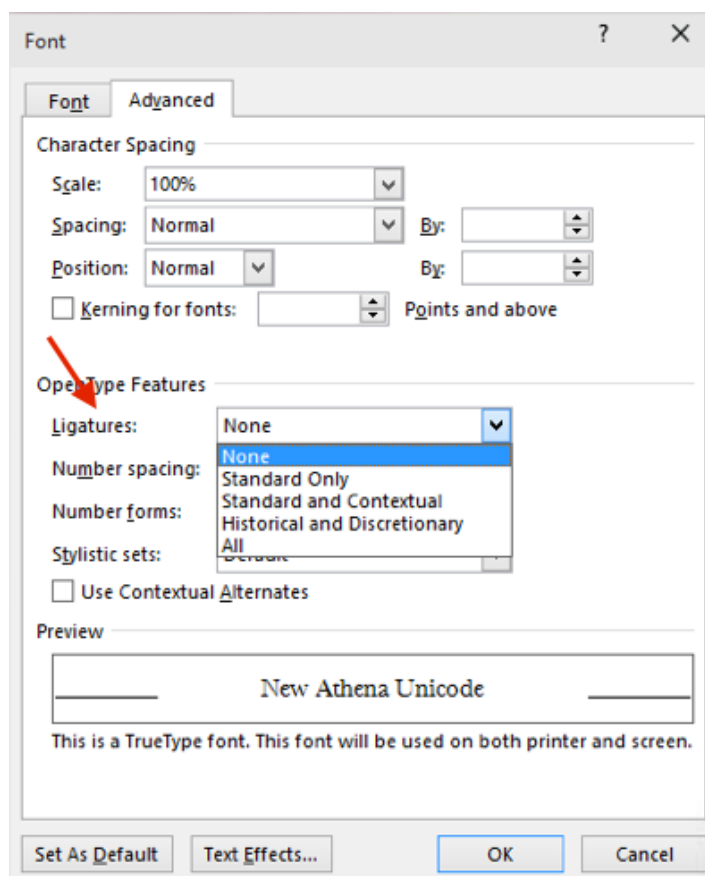 Font ?
Font Advanced
Character Spacing
Scale: 100%
Spacing: Normal By:
Position: Normal By:
Kerning for fonts: Points and above
OpenType Features
Ligatures: None
None
Number spacing:
Standard Only
Standard and Contextual
Number forms:
Historical and Discretionary
All
Stylistic sets: Default
Use Contextual Alternates
Preview
New Athena Unicode
This is a TrueType font. This font will be used on both printer and screen.
Set As Default Text Effects... OK Cancel